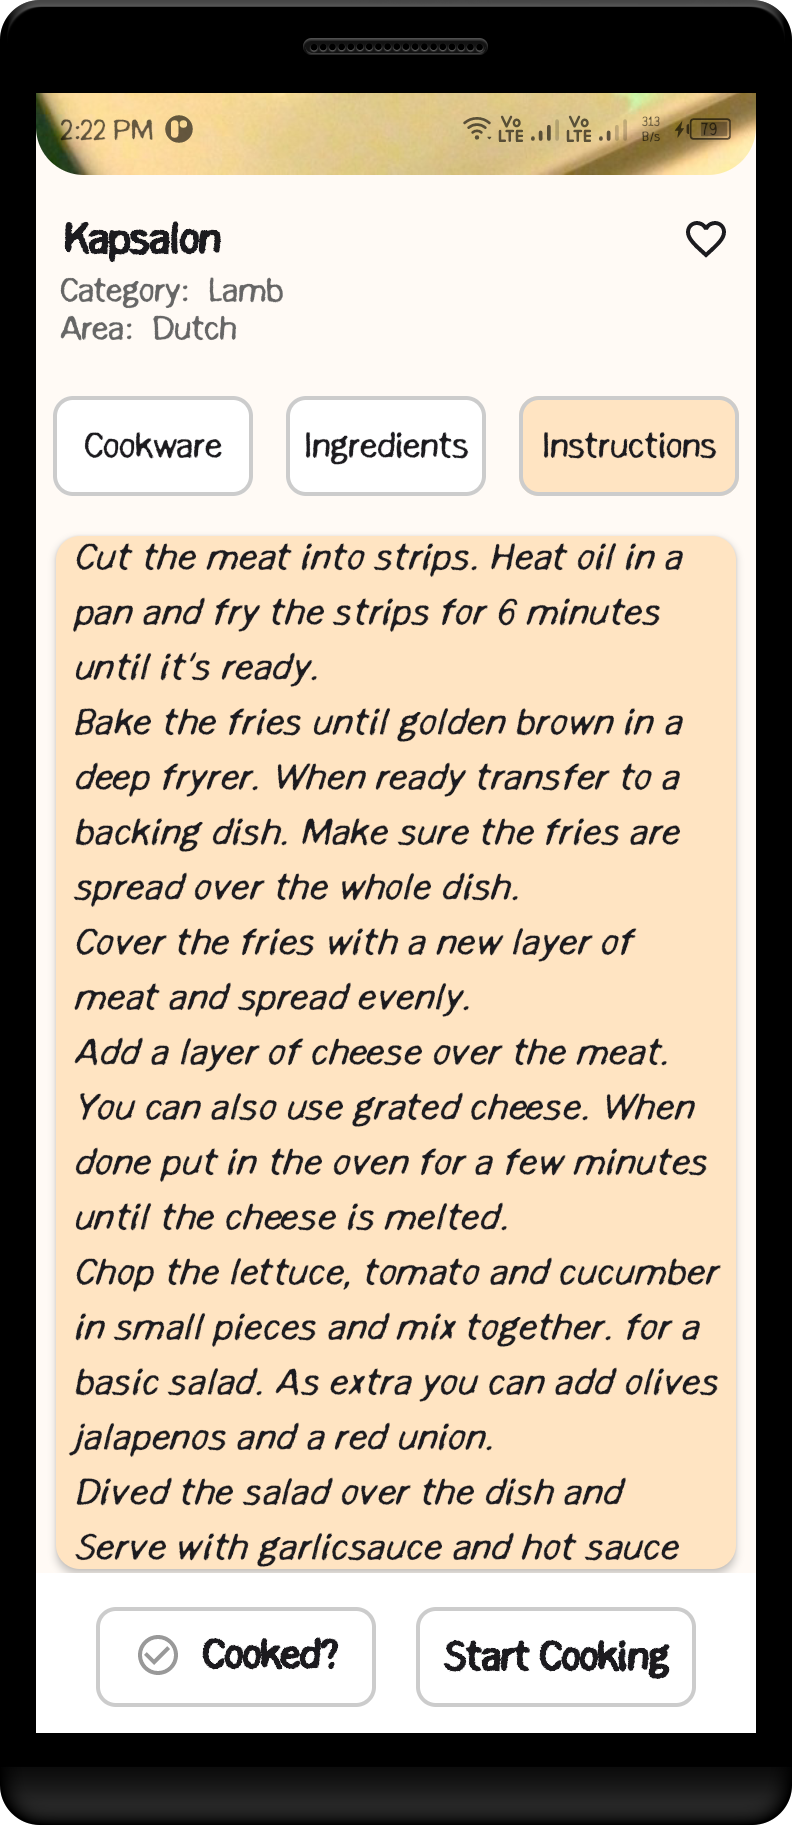 2:22 PM
Vo LTE Vo LTE 313 B/s 79
Kapsalon
Category: Lamb
Area: Dutch
Cookware Ingredients Instructions
Cut the meat into strips. Heat oil in a
pan and fry the strips for 6 minutes
until it's ready.
Bake the fries until golden brown in a
deep fryrer. When ready transfer to a
backing dish. Make sure the fries are
spread over the whole dish.
Cover the fries with a new layer of
meat and spread evenly.
Add a layer of cheese over the meat.
You can also use grated cheese. When
done put in the oven for a few minutes
until the cheese is melted.
Chop the lettuce, tomato and cucumber
in small pieces and mix together. for a
basic salad. As extra you can add olives
jalapenos and a red union.
Dived the salad over the dish and
Serve with garlicsauce and hot sauce
Cooked? Start Cooking